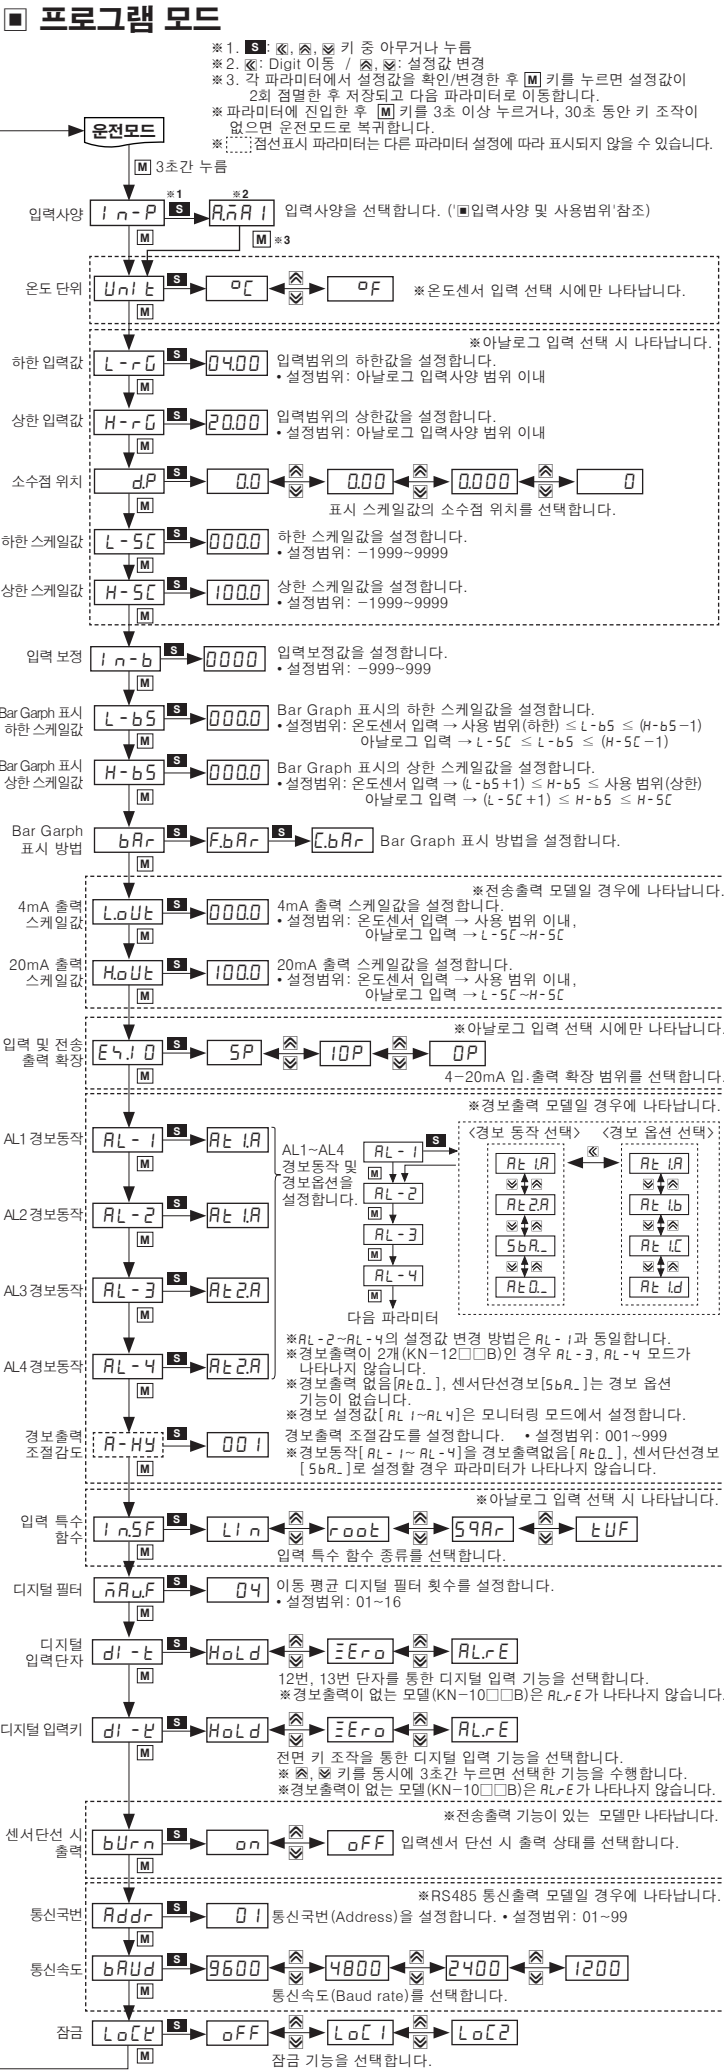 ▣ 프로그램 모드
※1. S : ≪, ︽, ︾ 키 중 아무거나 누름
※2. ≪: Digit 이동 / ︽, ︾: 설정값 변경
※3. 각 파라미터에서 설정값을 확인/변경한 후 M 키를 누르면 설정값이
2회 점멸한 후 저장되고 다음 파라미터로 이동합니다.
※파라미터에 진입한 후 M 키를 3초 이상 누르거나, 30초 동안 키 조작이
없으면 운전모드로 복귀합니다.
※ 점선표시 파라미터는 다른 파라미터 설정에 따라 표시되지 않을 수 있습니다.
운전모드
M 3초간 누름
※1 ※2
입력사양 In-P S A.mA1 입력사양을 선택합니다. ('▣입력사양 및 사용범위'참조)
M M ※3
온도 단위 UnIt S °C ︽ ︾ °F ※온도센서 입력 선택 시에만 나타납니다.
M
※아날로그 입력 선택 시 나타납니다.
하한 입력값 L-rG S 04.00 입력범위의 하한값을 설정합니다.
M • 설정범위: 아날로그 입력사양 범위 이내
상한 입력값 H-rG S 20.00 입력범위의 상한값을 설정합니다.
M • 설정범위: 아날로그 입력사양 범위 이내
소수점 위치 d.P S 0.0 ︽ ︾ 0.00 ︽ ︾ 0.000 ︽ ︾ 0
M 표시 스케일값의 소수점 위치를 선택합니다.
하한 스케일값 L-SC S 000.0 하한 스케일값을 설정합니다.
M • 설정범위: -1999~9999
상한 스케일값 H-SC S 100.0 상한 스케일값을 설정합니다.
M • 설정범위: -1999~9999
입력 보정 In-b S 0000 입력보정값을 설정합니다.
M • 설정범위: -999~999
Bar Garph 표시
하한 스케일값 L-bS S 000.0 Bar Graph 표시의 하한 스케일값을 설정합니다.
M • 설정범위: 온도센서 입력 → 사용 범위(하한) ≤ L-bS ≤ (H-bS-1)
아날로그 입력 → L-SC ≤ L-bS ≤ (H-SC-1)
Bar Garph 표시
상한 스케일값 H-bS S 000.0 Bar Graph 표시의 상한 스케일값을 설정합니다.
M • 설정범위: 온도센서 입력 → (L-bS+1) ≤ H-bS ≤ 사용 범위(상한)
아날로그 입력 → (L-SC+1) ≤ H-bS ≤ H-SC
Bar Garph
표시 방법 bAr S F.bAr S C.bAr Bar Graph 표시 방법을 설정합니다.
M
※전송출력 모델일 경우에 나타납니다.
4mA 출력
스케일값 L.oUt S 000.0 4mA 출력 스케일값을 설정합니다.
M • 설정범위: 온도센서 입력 → 사용 범위 이내,
아날로그 입력 → L-SC~H-SC
20mA 출력
스케일값 H.oUt S 100.0 20mA 출력 스케일값을 설정합니다.
M • 설정범위: 온도센서 입력 → 사용 범위 이내,
아날로그 입력 → L-SC~H-SC
※아날로그 입력 선택 시에만 나타납니다.
입력 및 전송
출력 확장 E4.IO S 5P ︽ ︾ 10P ︽ ︾ 0P
M 4-20mA 입.출력 확장 범위를 선택합니다.
※경보출력 모델일 경우에 나타납니다.
AL1 경보동작 AL-1 S At1.A
M
AL2 경보동작 AL-2 S At1.A
M
AL3 경보동작 AL-3 S At2.A
M
AL4 경보동작 AL-4 S At2.A
M
AL1~AL4
경보동작 및
경보옵션을
설정합니다.
AL-1 S
M
AL-2
M
AL-3
M
AL-4
M
다음 파라미터
〈경보 동작 선택〉 ≪ 〈경보 옵션 선택〉
At1.A At1.A
︾ ︽ ︾ ︽
At2.A At1.b
︾ ︽ ︾ ︽
SbA._ At1.C
︾ ︽ ︾ ︽
At0._ At1.d
※AL-2~AL-4의 설정값 변경 방법은 AL-1과 동일합니다.
※경보출력이 2개(KN-12□□B)인 경우 AL-3, AL-4 모드가
나타나지 않습니다.
※경보출력 없음[At0._], 센서단선경보[SbA._]는 경보 옵션
기능이 없습니다.
※경보 설정값[AL1~AL4]은 모니터링 모드에서 설정합니다.
경보출력
조절감도 A-HY S 001 경보출력 조절감도를 설정합니다. • 설정범위: 001~999
M ※경보동작[AL-1~AL-4]을 경보출력없음[At0._], 센서단선경보
[SbA._]로 설정할 경우 파라미터가 나타나지 않습니다.
※아날로그 입력 선택 시 나타납니다.
입력 특수
함수 In.SF S LIn ︽ ︾ root ︽ ︾ SqAr ︽ ︾ tUF
M 입력 특수 함수 종류를 선택합니다.
디지털 필터 mAu.F S 04 이동 평균 디지털 필터 횟수를 설정합니다.
M • 설정범위: 01~16
디지털
입력단자 dI-t S HoLd ︽ ︾ ZEro ︽ ︾ AL.rE
M 12번, 13번 단자를 통한 디지털 입력 기능을 선택합니다.
※경보출력이 없는 모델(KN-10□□B)은 AL.rE가 나타나지 않습니다.
디지털 입력키 dI-K S HoLd ︽ ︾ ZEro ︽ ︾ AL.rE
M 전면 키 조작을 통한 디지털 입력 기능을 선택합니다.
※ ︽, ︾ 키를 동시에 3초간 누르면 선택한 기능을 수행합니다.
※경보출력이 없는 모델(KN-10□□B)은 AL.rE가 나타나지 않습니다.
※전송출력 기능이 있는 모델만 나타납니다.
센서단선 시
출력 bUrn S on ︽ ︾ oFF 입력센서 단선 시 출력 상태를 선택합니다.
M
※RS485 통신출력 모델일 경우에 나타납니다.
통신국번 Addr S 01 통신국번(Address)을 설정합니다. • 설정범위: 01~99
M
통신속도 bAUd S 9600 ︽ ︾ 4800 ︽ ︾ 2400 ︽ ︾ 1200
M 통신속도(Baud rate)를 선택합니다.
잠금 LoCK S oFF ︽ ︾ LoC1 ︽ ︾ LoC2
M 잠금 기능을 선택합니다.